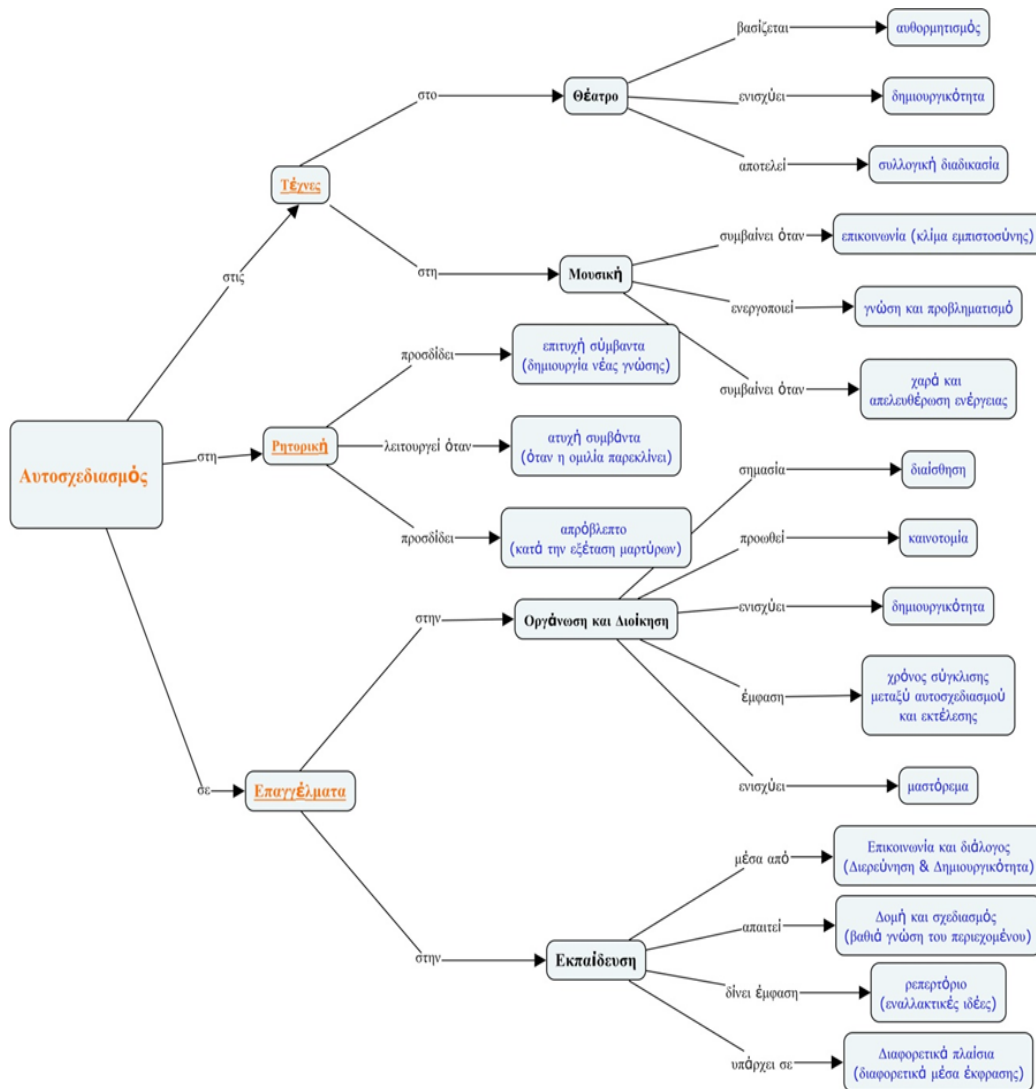 Αυτοσχεδιασμός
στις
Τέχνες
στο
Θέατρο
βασίζεται
αυθορμητισμός
ενισχύει
δημιουργικότητα
αποτελεί
συλλογική διαδικασία
στη
Μουσική
συμβαίνει όταν
επικοινωνία (κλίμα εμπιστοσύνης)
ενεργοποιεί
γνώση και προβληματισμό
συμβαίνει όταν
χαρά και
απελευθέρωση ενέργειας
στη
Ρητορική
προσδίδει
επιτυχή σύμβαντα
(δημιουργία νέας γνώσης)
λειτουργεί όταν
ατυχή συμβάντα
(όταν η ομιλία παρεκλίνει)
προσδίδει
απρόβλεπτο
(κατά την εξέταση μαρτύρων)
σε
Επαγγέλματα
στην
Οργάνωση και Διοίκηση
σημασία
διαίσθηση
προωθεί
καινοτομία
ενισχύει
δημιουργικότητα
έμφαση
χρόνος σύγκλισης
μεταξύ αυτοσχεδιασμού
και εκτέλεσης
ενισχύει
μαστόρεμα
στην
Εκπαίδευση
μέσα από
Επικοινωνία και διάλογος
(Διερεύνηση & Δημιουργικότητα)
απαιτεί
Δομή και σχεδιασμός
(βαθιά γνώση του περιεχομένου)
δίνει έμφαση
ρεπερτόριο
(εναλλακτικές ιδέες)
υπάρχει σε
Διαφορετικά πλαίσια
(διαφορετικά μέσα έκφρασης)